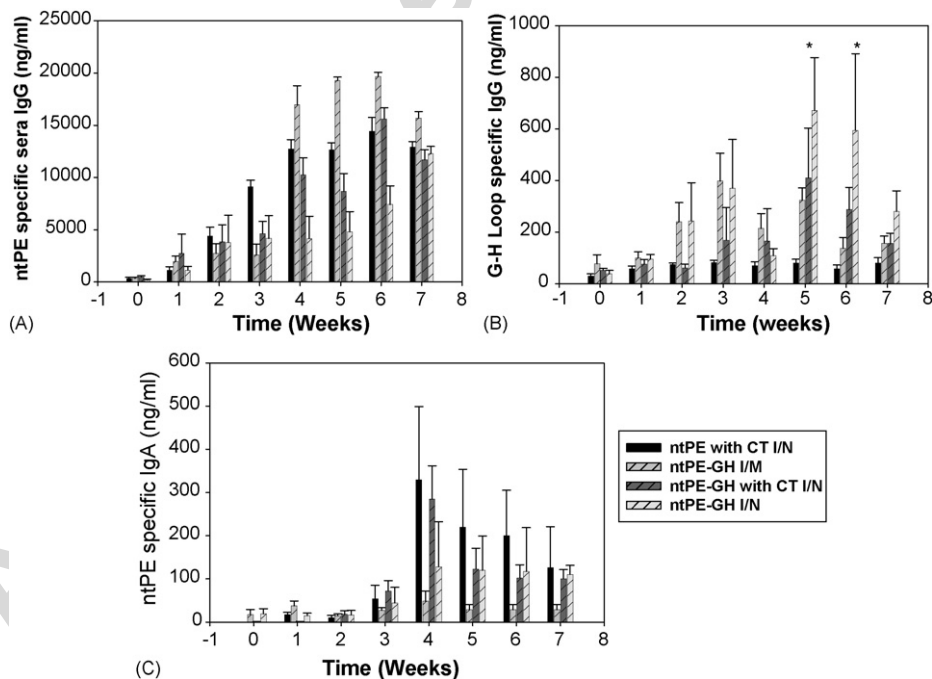 ntPE specific sera IgG (ng/ml)
25000
20000
15000
10000
5000
0
-1 0 1 2 3 4 5 6 7 8
(A)
Time (Weeks)
G-H Loop specific IgG (ng/ml)
1000
800
600
400
200
0
* *
-1 0 1 2 3 4 5 6 7 8
(B)
Time (weeks)
ntPE specific IgA (ng/ml)
600
500
400
300
200
100
0
-1 0 1 2 3 4 5 6 7 8
(C)
Time (Weeks)
ntPE with CT I/N
ntPE-GH I/M
ntPE-GH with CT I/N
ntPE-GH I/N